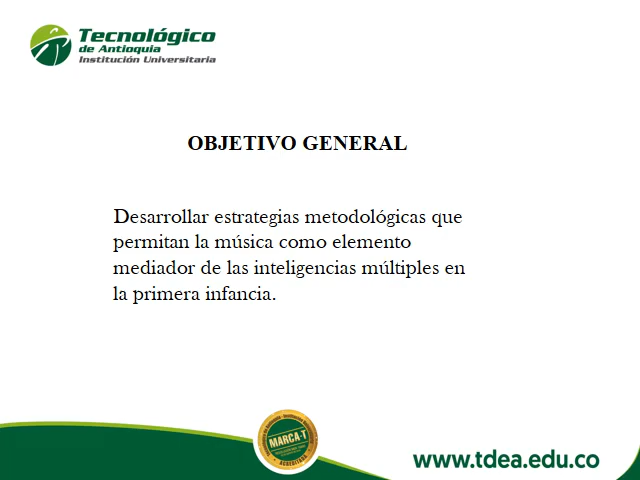 Tecnológico
de Antioquia
Institución Universitaria
OBJETIVO GENERAL
Desarrollar estrategias metodológicas que
permitan la música como elemento
mediador de las inteligencias múltiples en
la primera infancia.
MARCA-T
ACREDITADA
www.tdea.edu.co